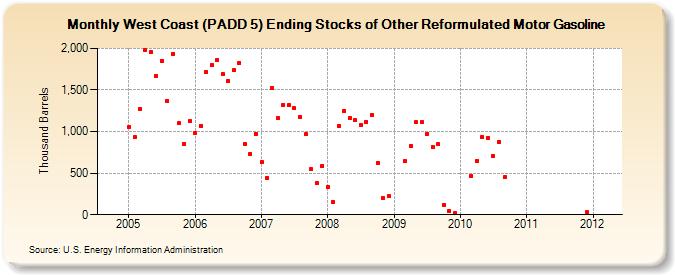 Monthly West Coast (PADD 5) Ending Stocks of Other Reformulated Motor Gasoline
Thousand Barrels
2,000
1,500
1,000
500
0
2005 2006 2007 2008 2009 2010 2011 2012
Source: U.S. Energy Information Administration